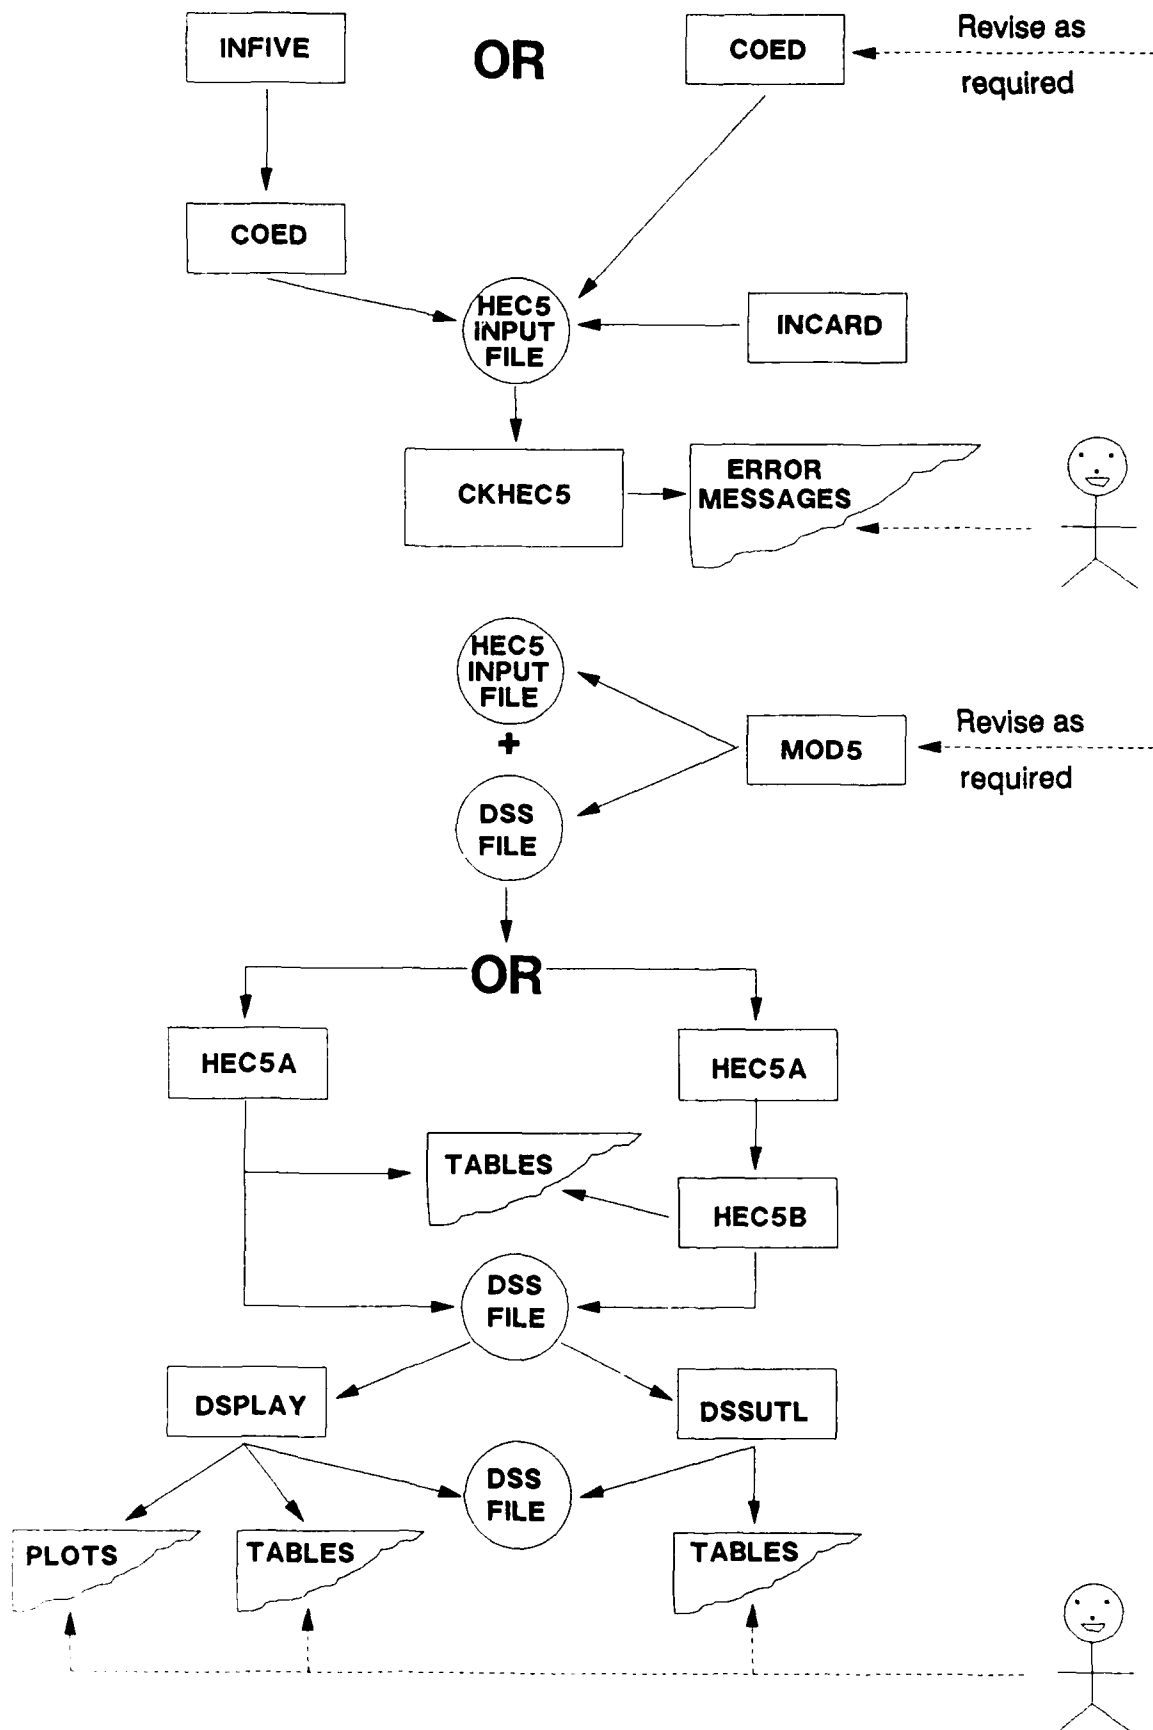 INFIVE
OR
COED
Revise as
required
COED
HEC5
INPUT
FILE
INCARD
CKHEC5
ERROR
MESSAGES
HEC5
INPUT
FILE
+
DSS
FILE
MOD5
Revise as
required
OR
HEC5A
HEC5A
TABLES
HEC5B
DSS
FILE
DSPLAY
DSSUTL
DSS
FILE
PLOTS
TABLES
TABLES